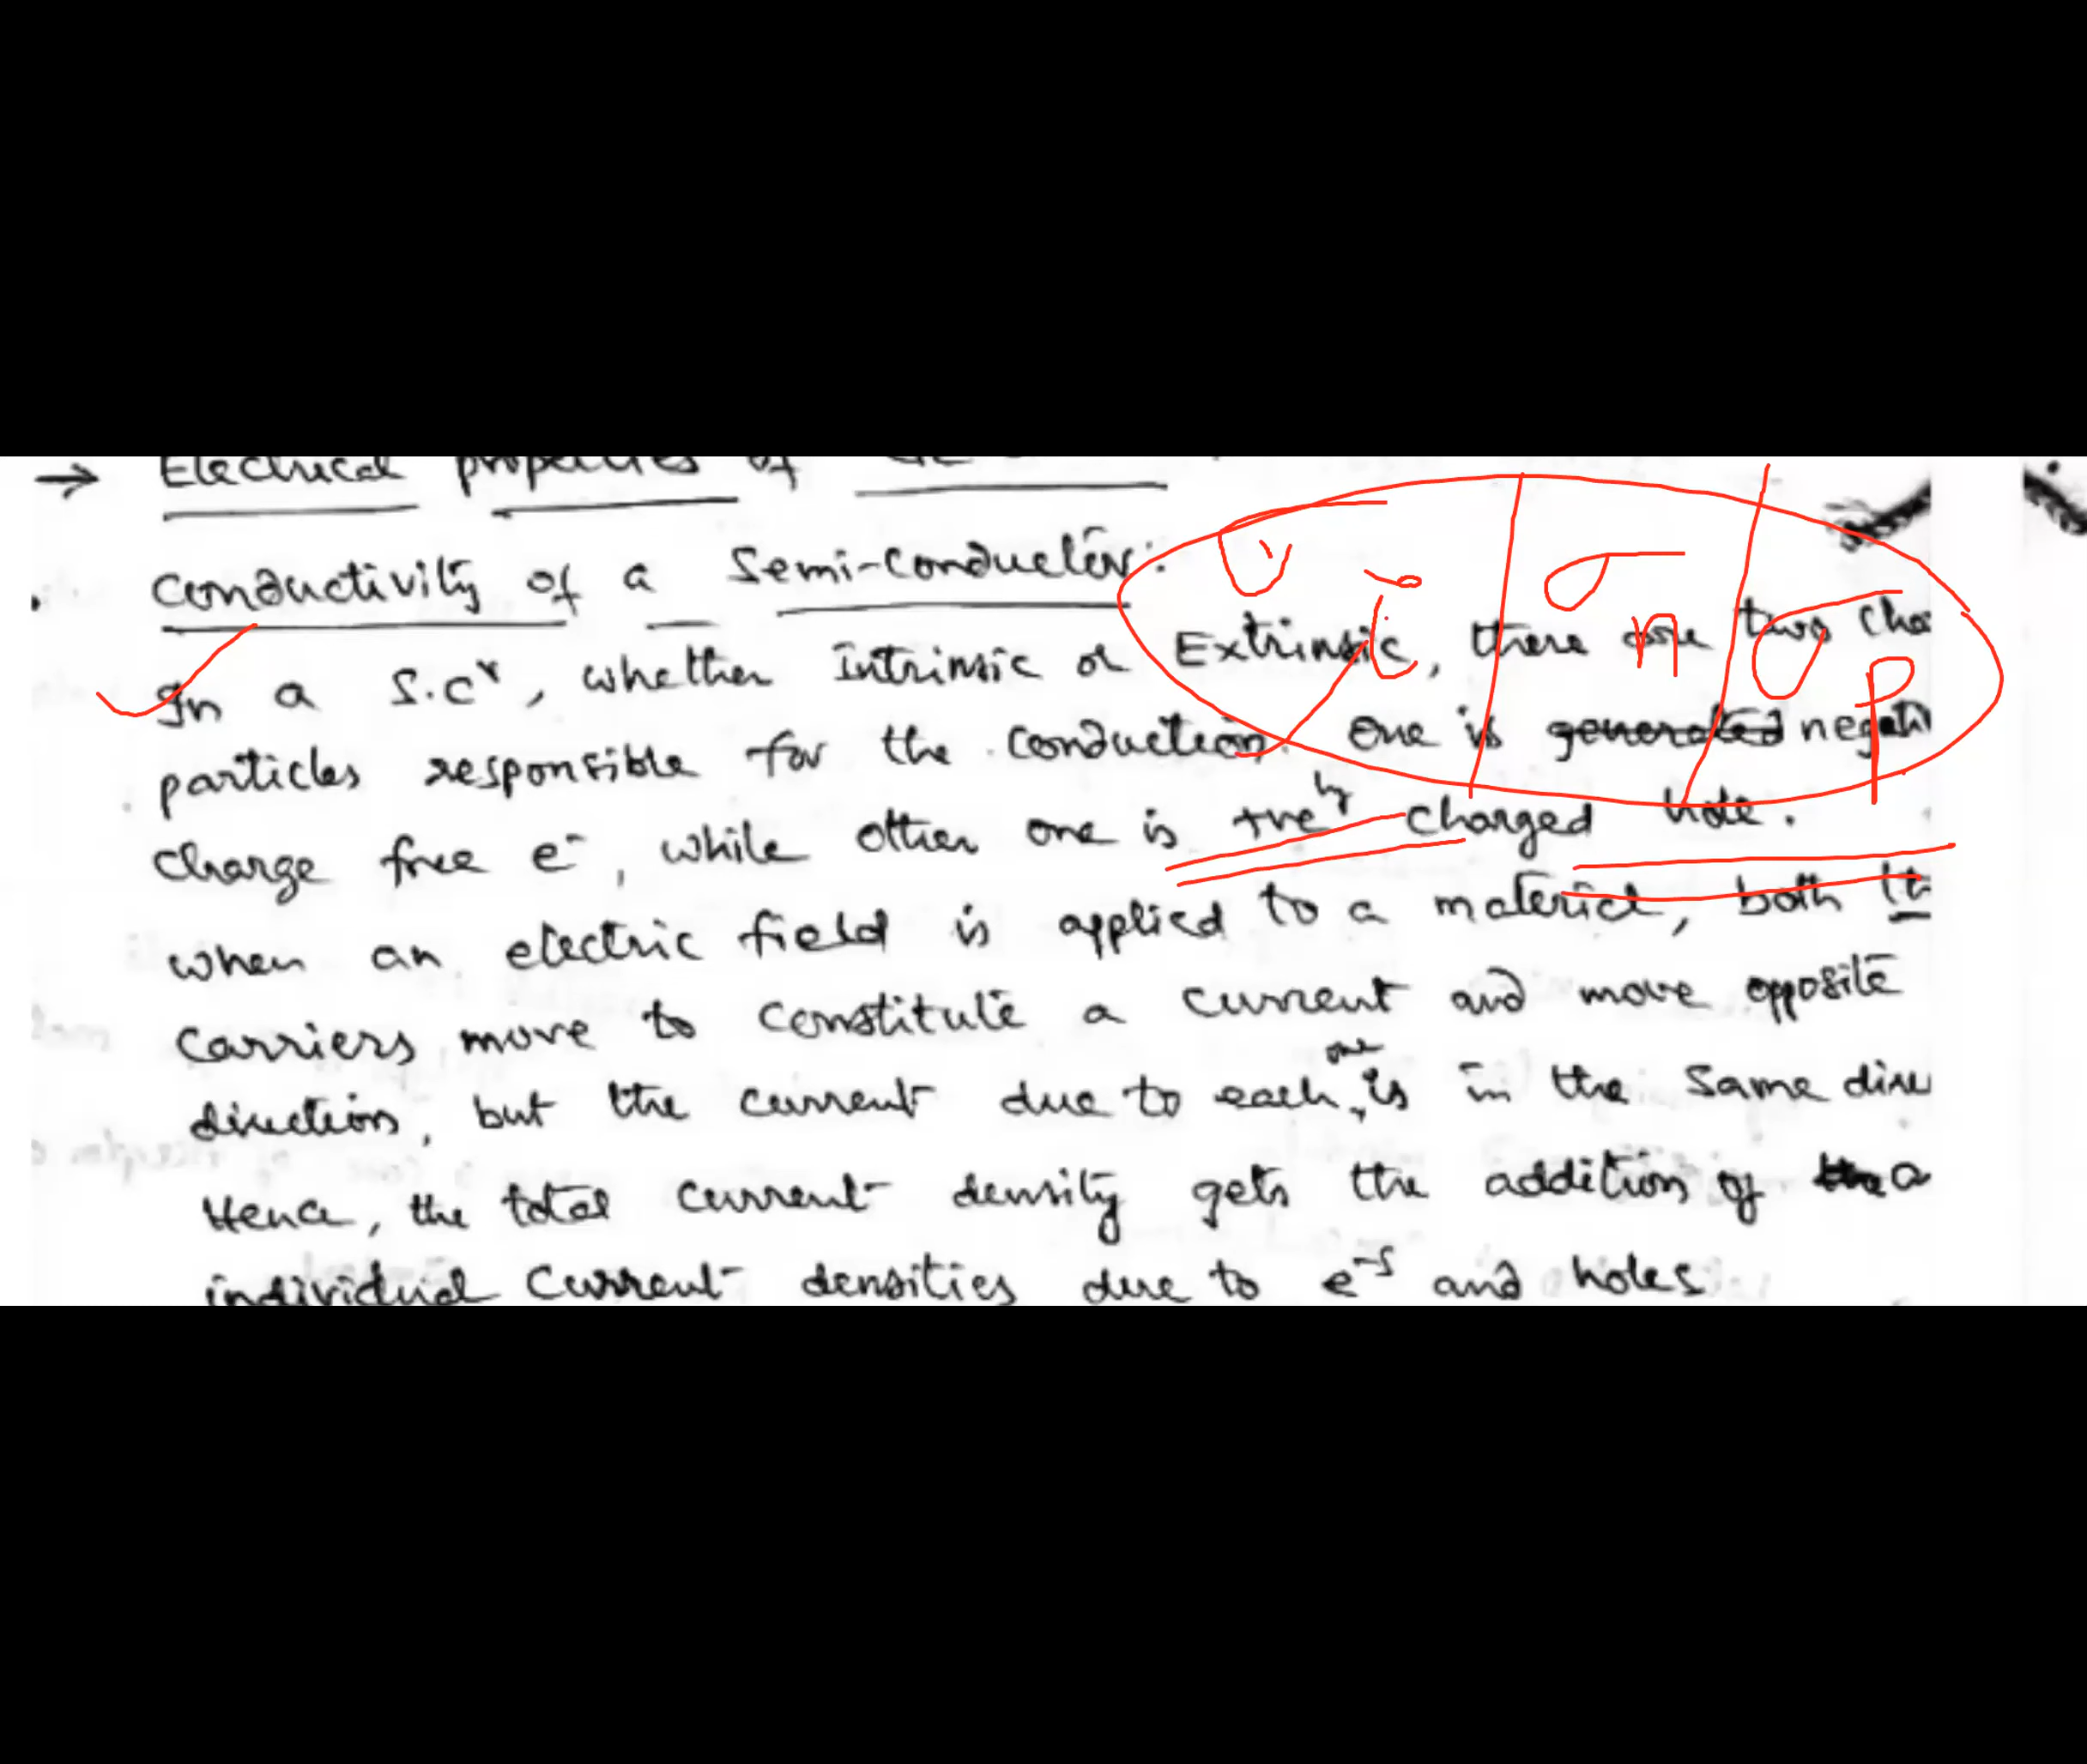 → Electrical properties of
Conductivity of a Semi-Conductor:
In a S.Cr, whether Intrinsic or Extrinsic, there are two cha
particles responsible for the conduction. One is generated negati
charge free e-, while other one is +vely charged hole.
when an electric field is applied to a material, both
carriers move to constitute a current and move opposite
direction, but the current due to each one is in the same dire
Hence, the total current density gets the addition of
individual current densities due to e-s and holes
σ i σ n σ p